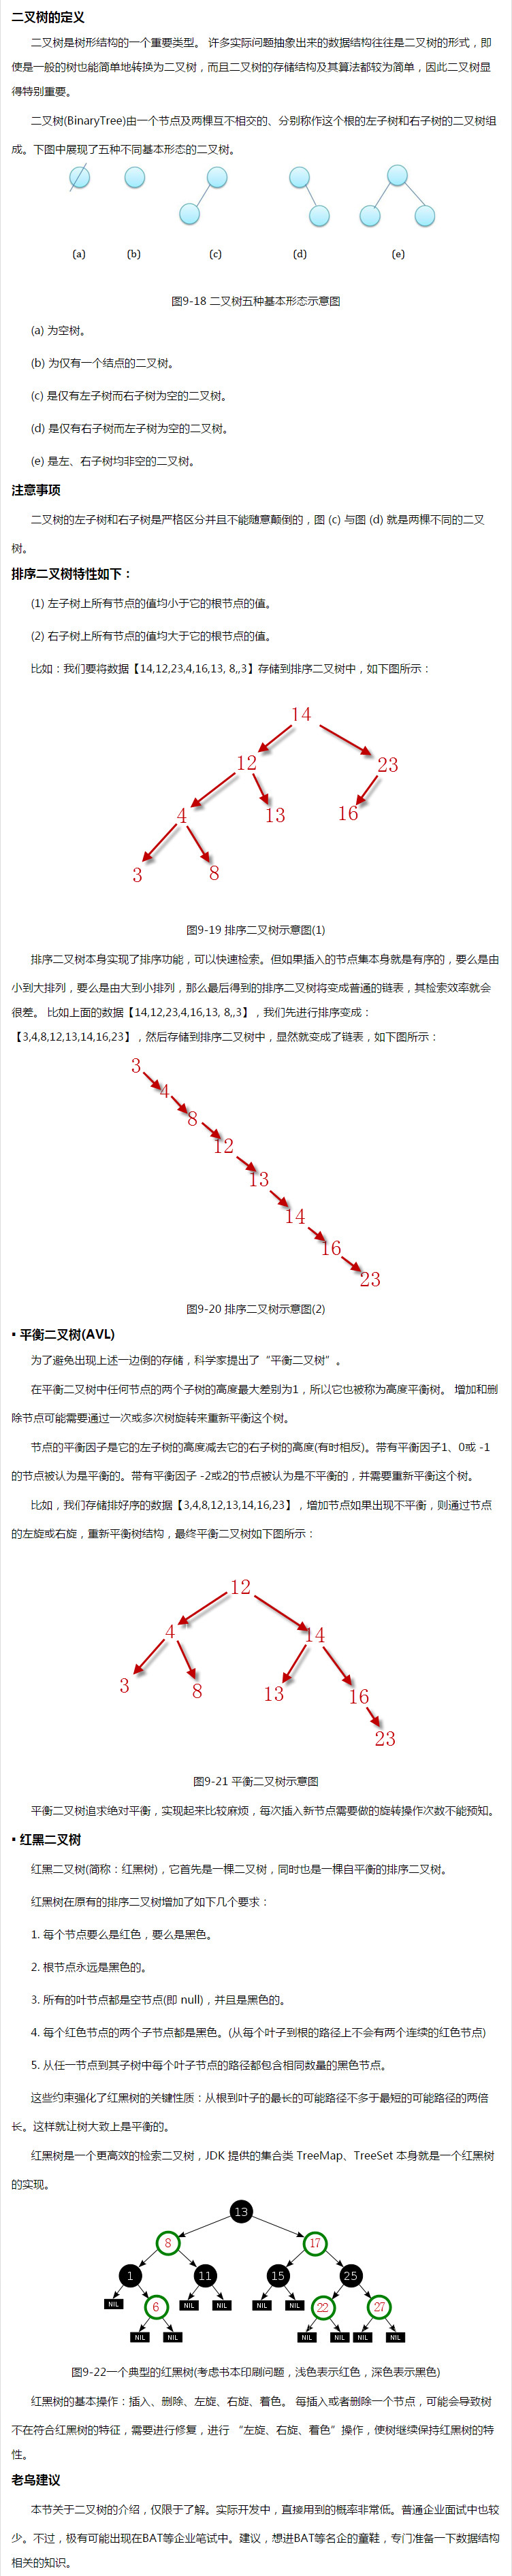 二叉树的定义
二叉树是树形结构的一个重要类型。 许多实际问题抽象出来的数据结构往往是二叉树的形式，即
使是一般的树也能简单地转换为二叉树，而且二叉树的存储结构及其算法都较为简单，因此二叉树显
得特别重要。
二叉树(BinaryTree)由一个节点及两棵互不相交的、分别称作这个根的左子树和右子树的二叉树组
成。下图中展现了五种不同基本形态的二叉树。
(a) (b) (c) (d) (e)
图9-18 二叉树五种基本形态示意图
(a) 为空树。
(b) 为仅有一个结点的二叉树。
(c) 是仅有左子树而右子树为空的二叉树。
(d) 是仅有右子树而左子树为空的二叉树。
(e) 是左、右子树均非空的二叉树。
注意事项
二叉树的左子树和右子树是严格区分并且不能随意颠倒的，图 (c) 与图 (d) 就是两棵不同的二叉
树。
排序二叉树特性如下：
(1) 左子树上所有节点的值均小于它的根节点的值。
(2) 右子树上所有节点的值均大于它的根节点的值。
比如：我们要将数据【14,12,23,4,16,13, 8,,3】存储到排序二叉树中，如下图所示：
14
12 23
4 13 16
3 8
图9-19 排序二叉树示意图(1)
排序二叉树本身实现了排序功能，可以快速检索。但如果插入的节点集本身就是有序的，要么是由
小到大排列，要么是由大到小排列，那么最后得到的排序二叉树将变成普通的链表，其检索效率就会
很差。 比如上面的数据【14,12,23,4,16,13, 8,,3】，我们先进行排序变成：
【3,4,8,12,13,14,16,23】，然后存储到排序二叉树中，显然就变成了链表，如下图所示：
3
4
8
12
13
14
16
23
图9-20 排序二叉树示意图(2)
▪ 平衡二叉树(AVL)
为了避免出现上述一边倒的存储，科学家提出了“平衡二叉树”。
在平衡二叉树中任何节点的两个子树的高度最大差别为1，所以它也被称为高度平衡树。 增加和删
除节点可能需要通过一次或多次树旋转来重新平衡这个树。
节点的平衡因子是它的左子树的高度减去它的右子树的高度(有时相反)。带有平衡因子1、0或 -1
的节点被认为是平衡的。带有平衡因子 -2或2的节点被认为是不平衡的，并需要重新平衡这个树。
比如，我们存储排好序的数据【3,4,8,12,13,14,16,23】，增加节点如果出现不平衡，则通过节点
的左旋或右旋，重新平衡树结构，最终平衡二叉树如下图所示：
12
4 14
3 8 13 16
23
图9-21 平衡二叉树示意图
平衡二叉树追求绝对平衡，实现起来比较麻烦，每次插入新节点需要做的旋转操作次数不能预知。
▪ 红黑二叉树
红黑二叉树(简称：红黑树)，它首先是一棵二叉树，同时也是一棵自平衡的排序二叉树。
红黑树在原有的排序二叉树增加了如下几个要求：
1. 每个节点要么是红色，要么是黑色。
2. 根节点永远是黑色的。
3. 所有的叶节点都是空节点(即 null)，并且是黑色的。
4. 每个红色节点的两个子节点都是黑色。(从每个叶子到根的路径上不会有两个连续的红色节点)
5. 从任一节点到其子树中每个叶子节点的路径都包含相同数量的黑色节点。
这些约束强化了红黑树的关键性质：从根到叶子的最长的可能路径不多于最短的可能路径的两倍
长。这样就让树大致上是平衡的。
红黑树是一个更高效的检索二叉树，JDK 提供的集合类 TreeMap、TreeSet 本身就是一个红黑树
的实现。
13
8 17
1 11 15 25
NIL 6 NIL NIL NIL NIL 22 27
NIL NIL NIL NIL NIL NIL
图9-22一个典型的红黑树(考虑书本印刷问题，浅色表示红色，深色表示黑色)
红黑树的基本操作：插入、删除、左旋、右旋、着色。 每插入或者删除一个节点，可能会导致树
不在符合红黑树的特征，需要进行修复，进行 “左旋、右旋、着色”操作，使树继续保持红黑树的特
性。
老鸟建议
本节关于二叉树的介绍，仅限于了解。实际开发中，直接用到的概率非常低。普通企业面试中也较
少。不过，极有可能出现在BAT等企业笔试中。建议，想进BAT等名企的童鞋，专门准备一下数据结构
相关的知识。